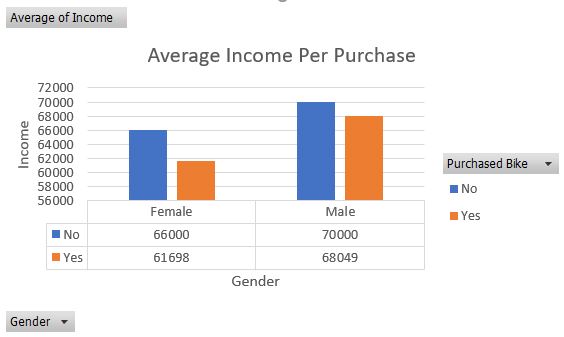 Average of Income
Average Income Per Purchase
Income
72000
70000
68000
66000
64000
62000
60000
58000
56000
Female Male
No 66000 70000
Yes 61698 68049
Gender
Purchased Bike
No
Yes
Gender